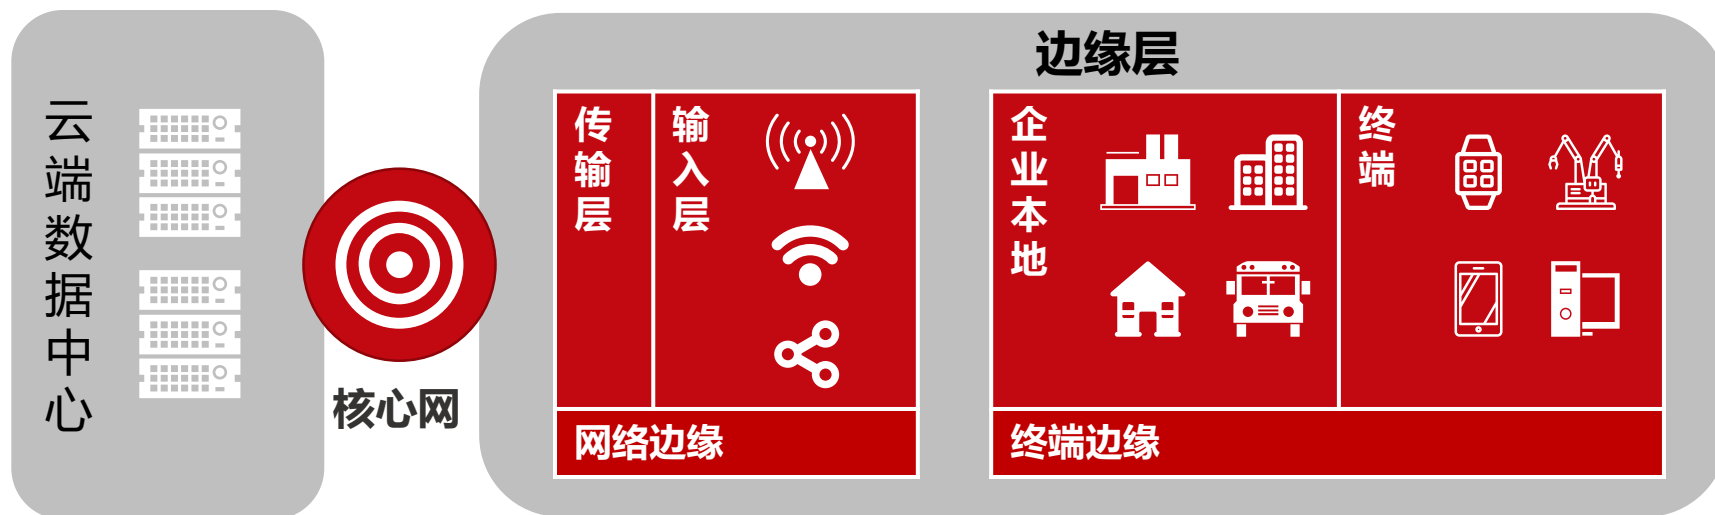 云端数据中心
核心网
边缘层
传输层
输入层
网络边缘
企业本地
终端
终端边缘